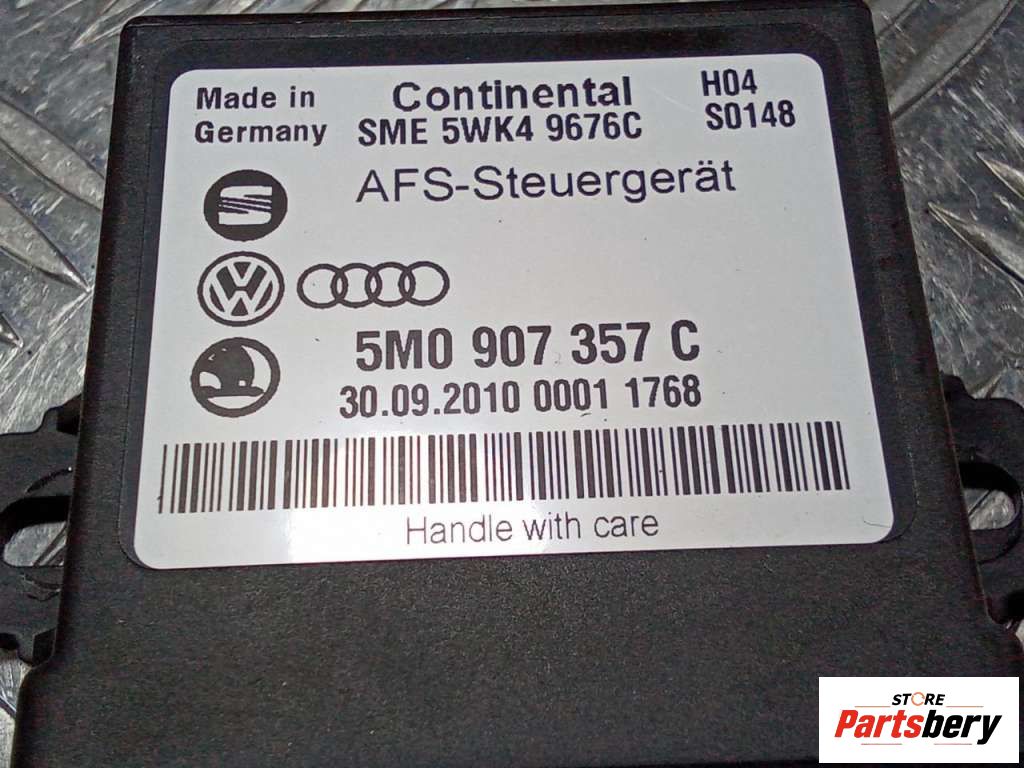 Made in
Germany
Continental
SME 5WK4 9676C
H04
S0148
AFS-Steuergerät
5M0 907 357 C
30.09.2010 0001 1768
Handle with care
STORE
Partsbery